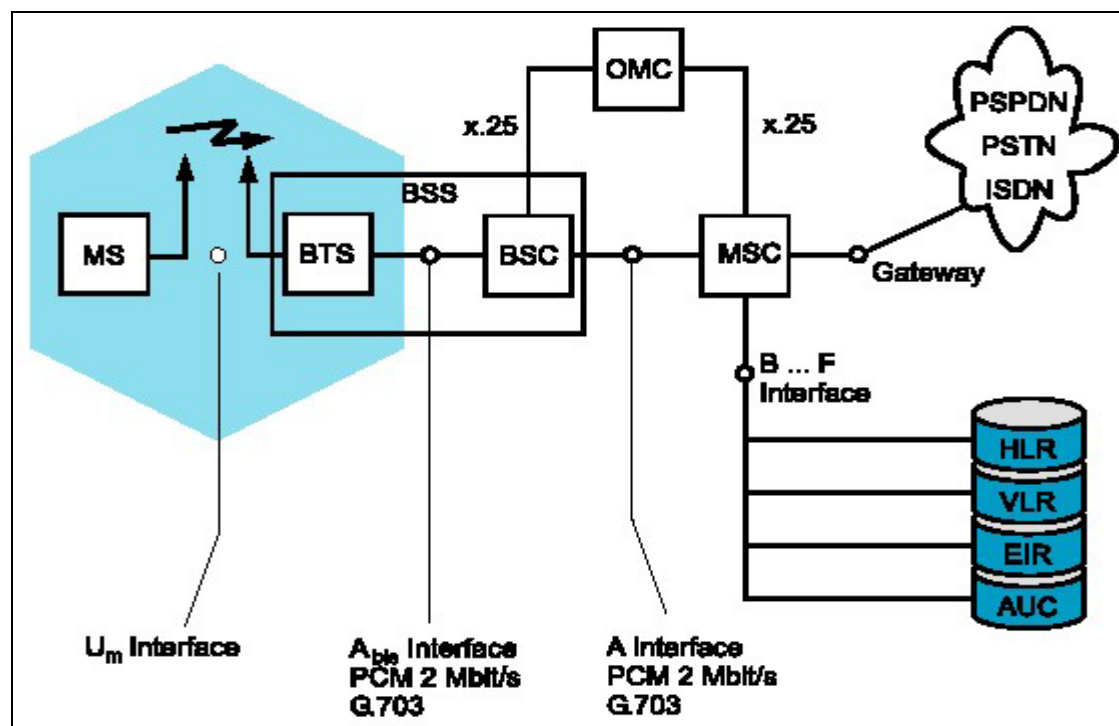 OMC
PSPDN
PSTN
ISDN
x.25
x.25
BSS
MS
BTS
BSC
MSC
Gateway
B ... F
Interface
HLR
VLR
EIR
AUC
Um Interface
Abis Interface
PCM 2 Mbit/s
G.703
A Interface
PCM 2 Mbit/s
G.703